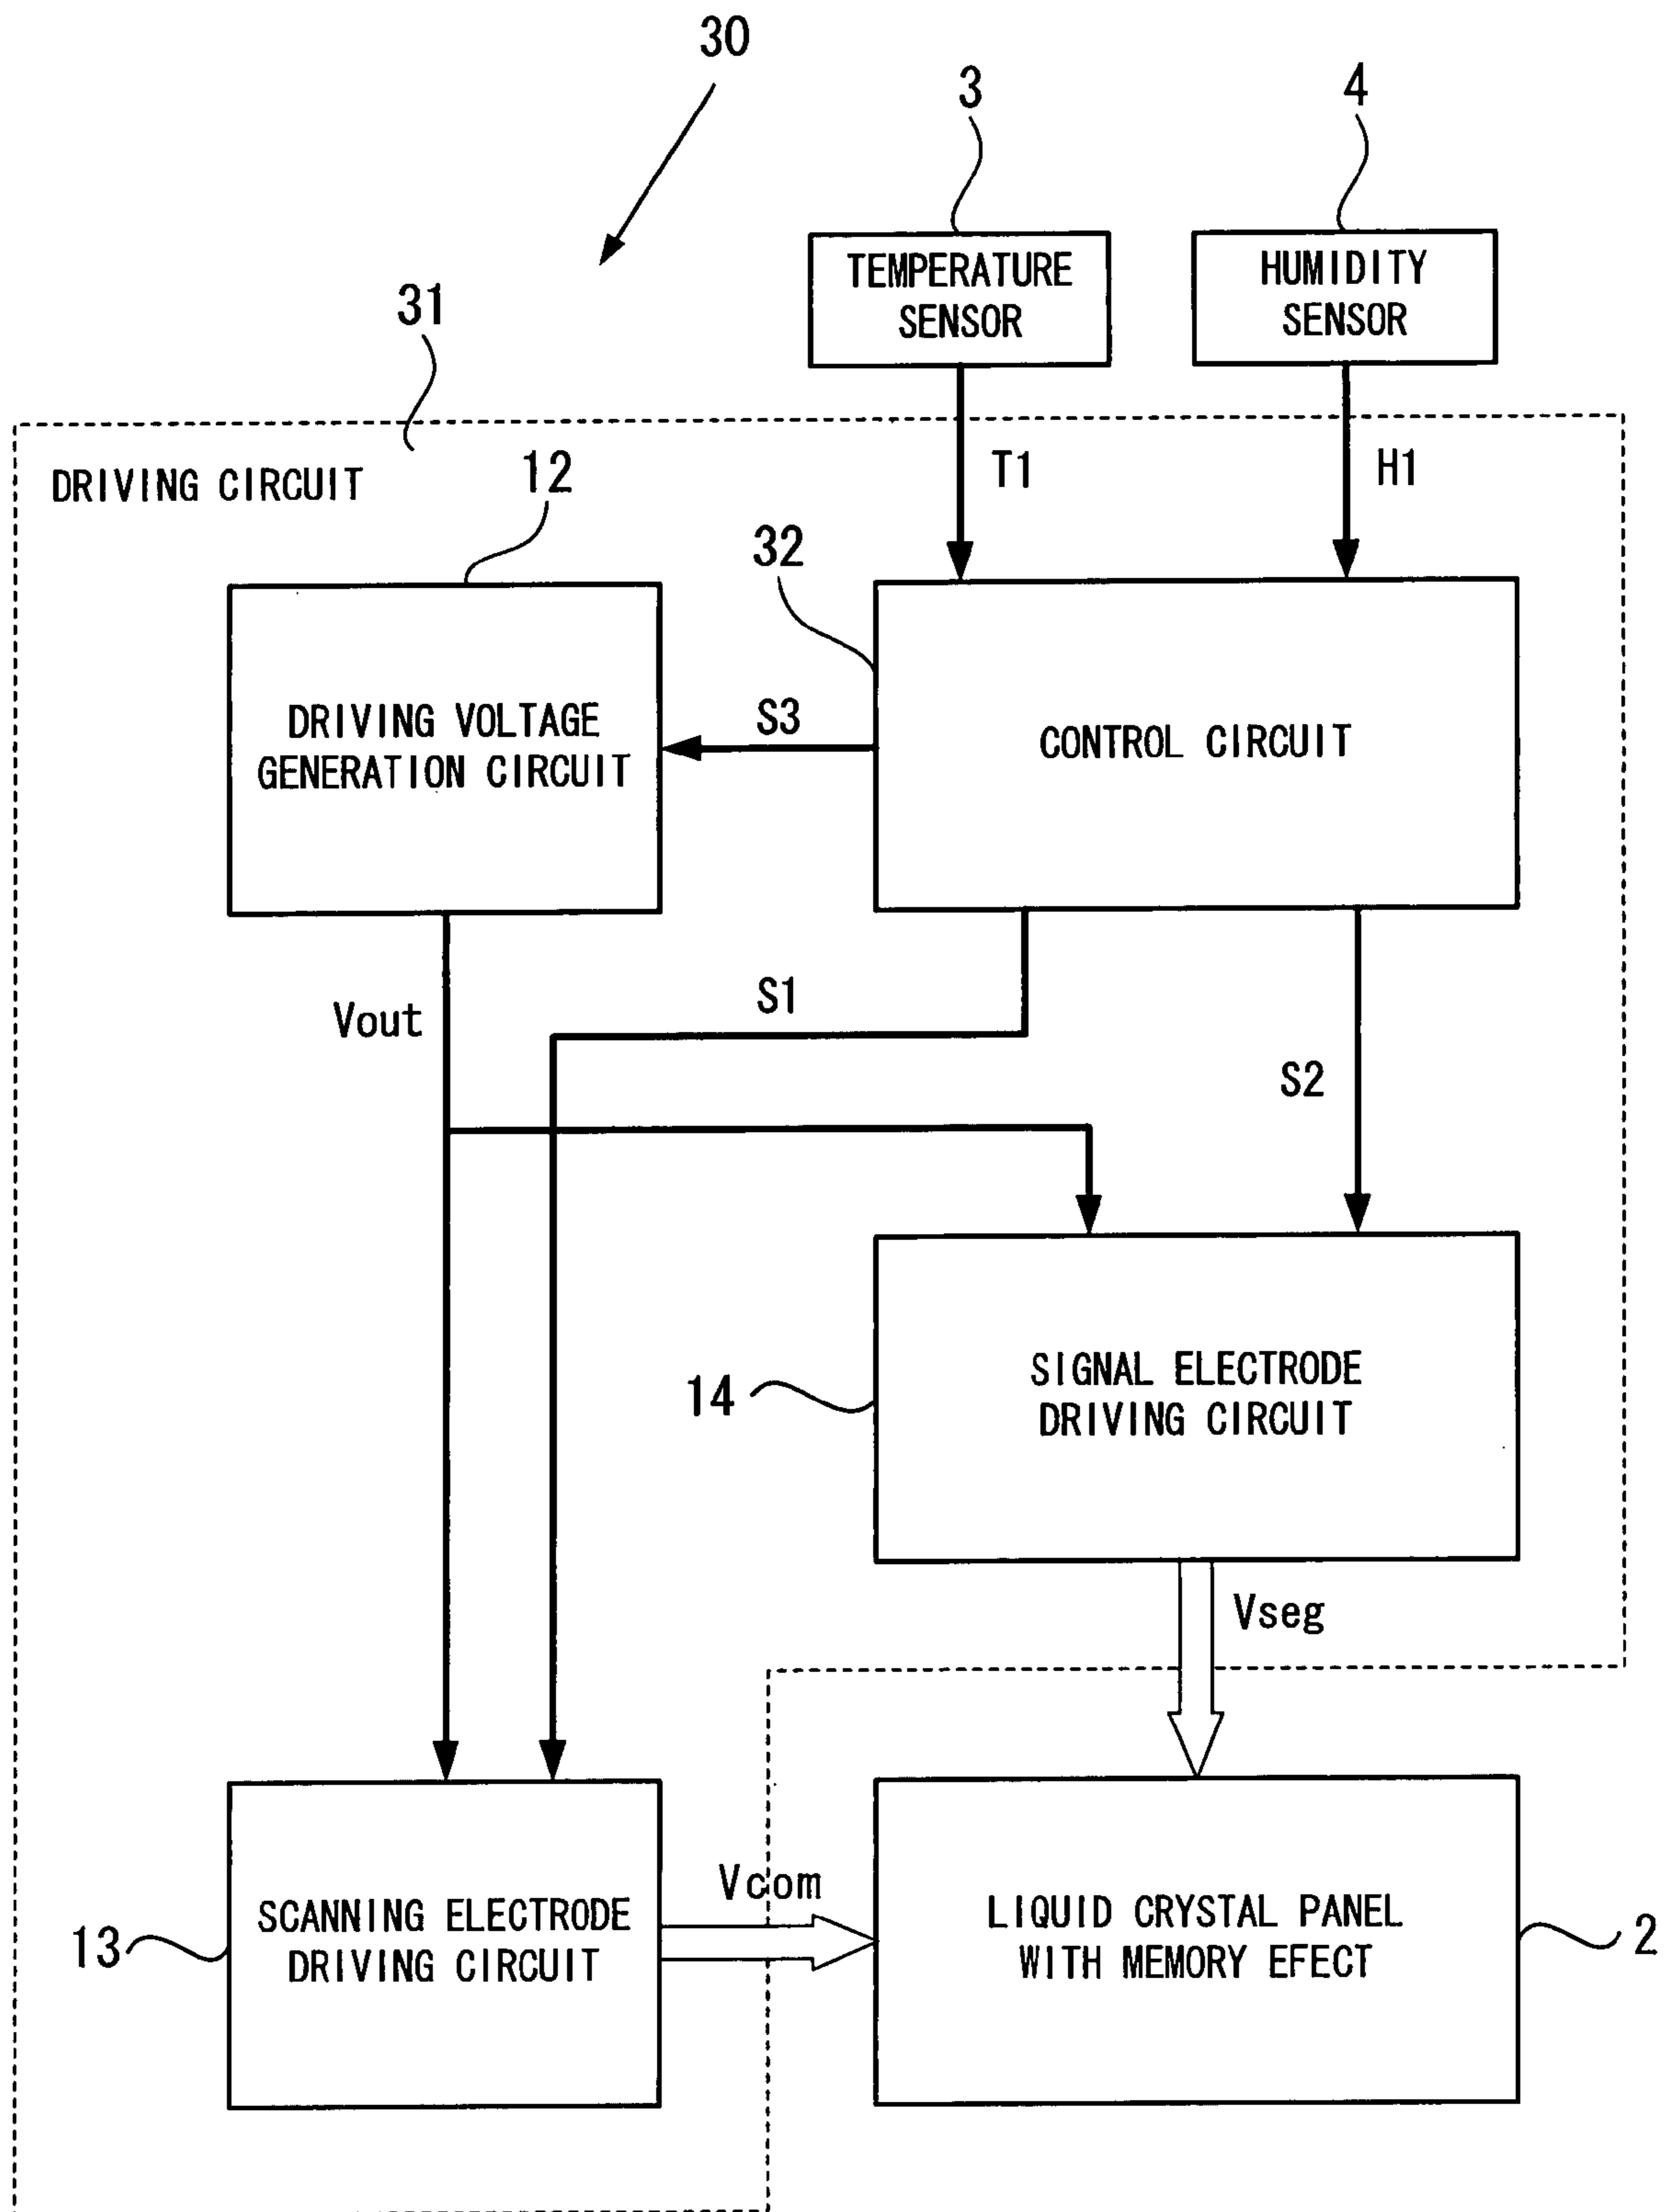 30
3
4
TEMPERATURE
SENSOR
HUMIDITY
SENSOR
31
DRIVING CIRCUIT
12
T1
H1
32
DRIVING VOLTAGE
GENERATION CIRCUIT
S3
CONTROL CIRCUIT
Vout
S1
S2
14
SIGNAL ELECTRODE
DRIVING CIRCUIT
Vseg
Vcom
13
SCANNING ELECTRODE
DRIVING CIRCUIT
LIQUID CRYSTAL PANEL
WITH MEMORY EFECT
2